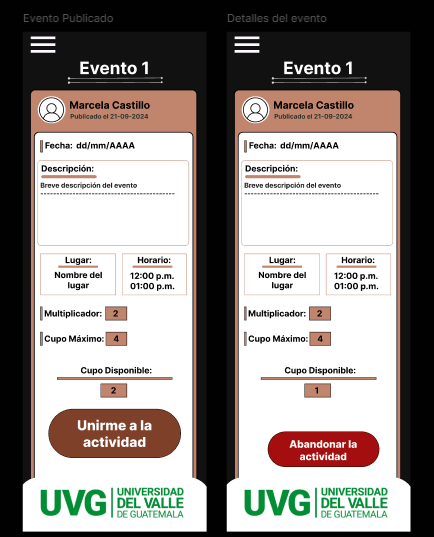 Evento Publicado
Evento 1
Marcela Castillo
Publicado el 21-09-2024
Fecha: dd/mm/AAAA
Descripción:
Breve descripción del evento
Lugar:
Nombre del
lugar
Horario:
12:00 p.m.
01:00 p.m.
Multiplicador: 2
Cupo Máximo: 4
Cupo Disponible:
2
Unirme a la
actividad
UVG
UNIVERSIDAD
DEL VALLE
DE GUATEMALA
Detalles del evento
Evento 1
Marcela Castillo
Publicado el 21-09-2024
Fecha: dd/mm/AAAA
Descripción:
Breve descripción del evento
Lugar:
Nombre del
lugar
Horario:
12:00 p.m.
01:00 p.m.
Multiplicador: 2
Cupo Máximo: 4
Cupo Disponible:
1
Abandonar la
actividad
UVG
UNIVERSIDAD
DEL VALLE
DE GUATEMALA